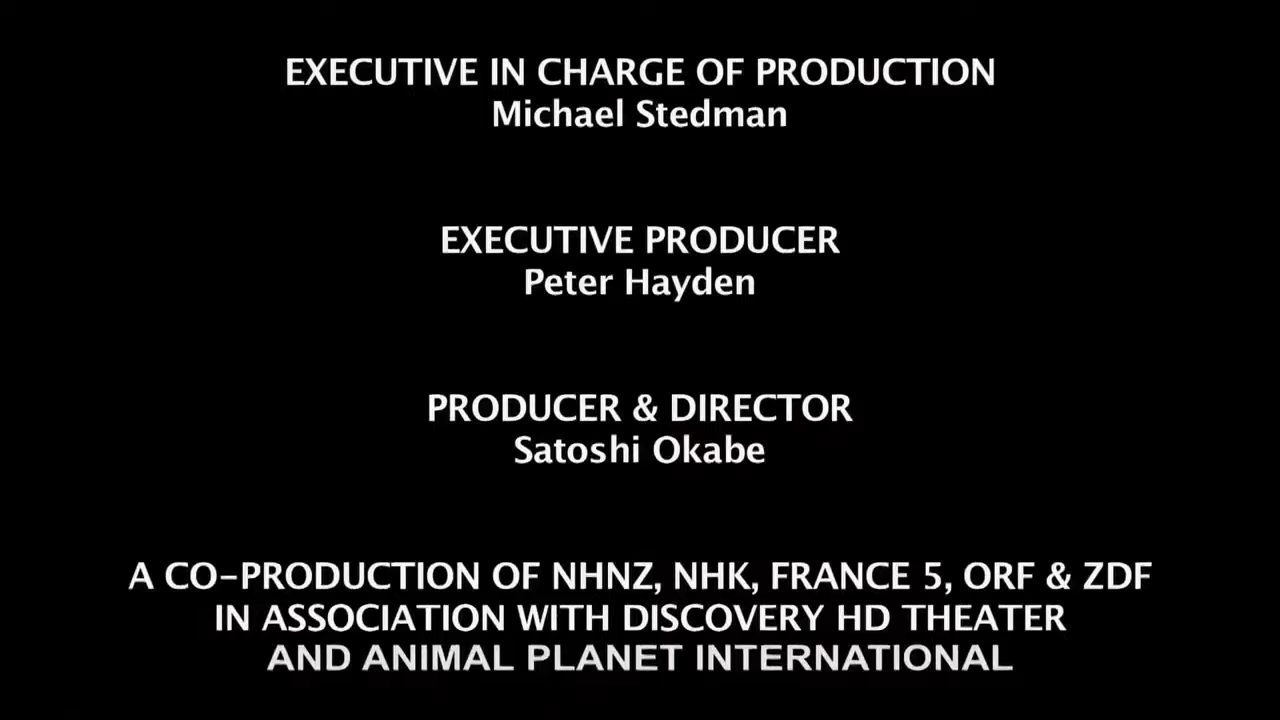 EXECUTIVE IN CHARGE OF PRODUCTION
Michael Stedman
EXECUTIVE PRODUCER
Peter Hayden
PRODUCER & DIRECTOR
Satoshi Okabe
A CO-PRODUCTION OF NHNZ, NHK, FRANCE 5, ORF & ZDF
IN ASSOCIATION WITH DISCOVERY HD THEATER
AND ANIMAL PLANET INTERNATIONAL